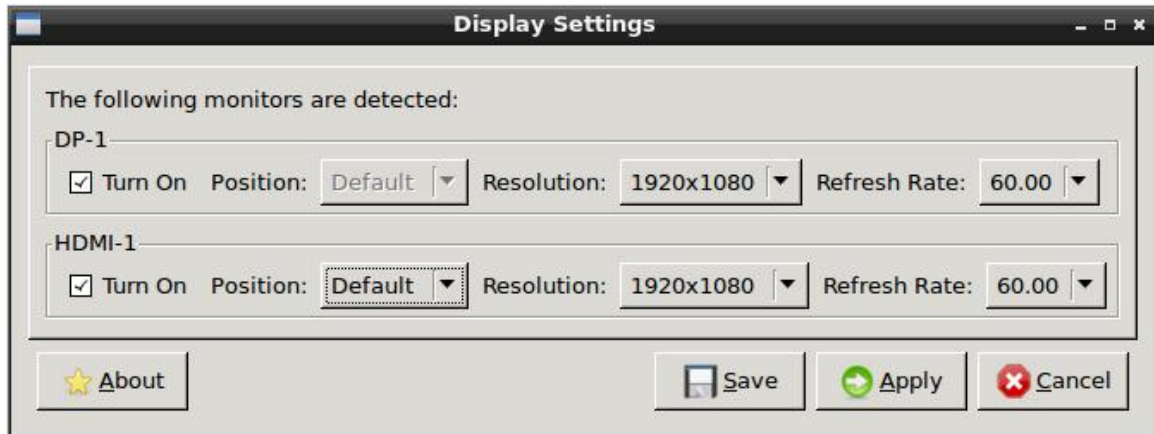 Display Settings
The following monitors are detected:
DP-1
Turn On Position: Default Resolution: 1920x1080 Refresh Rate: 60.00
HDMI-1
Turn On Position: Default Resolution: 1920x1080 Refresh Rate: 60.00
About Save Apply Cancel